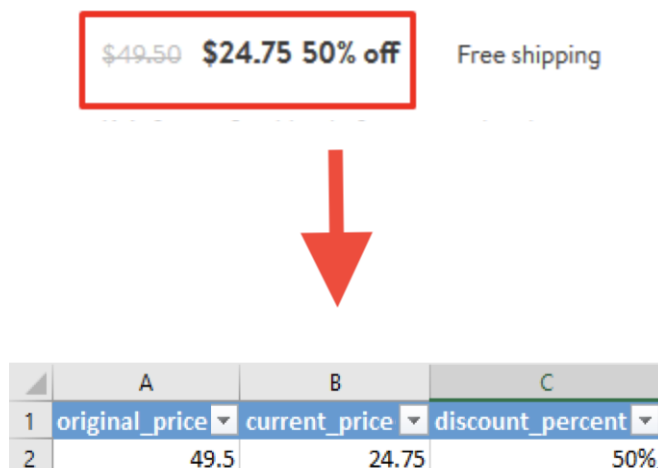 $49.50 $24.75 50% off Free shipping
A B C
1 original_price current_price discount_percent
2 49.5 24.75 50%